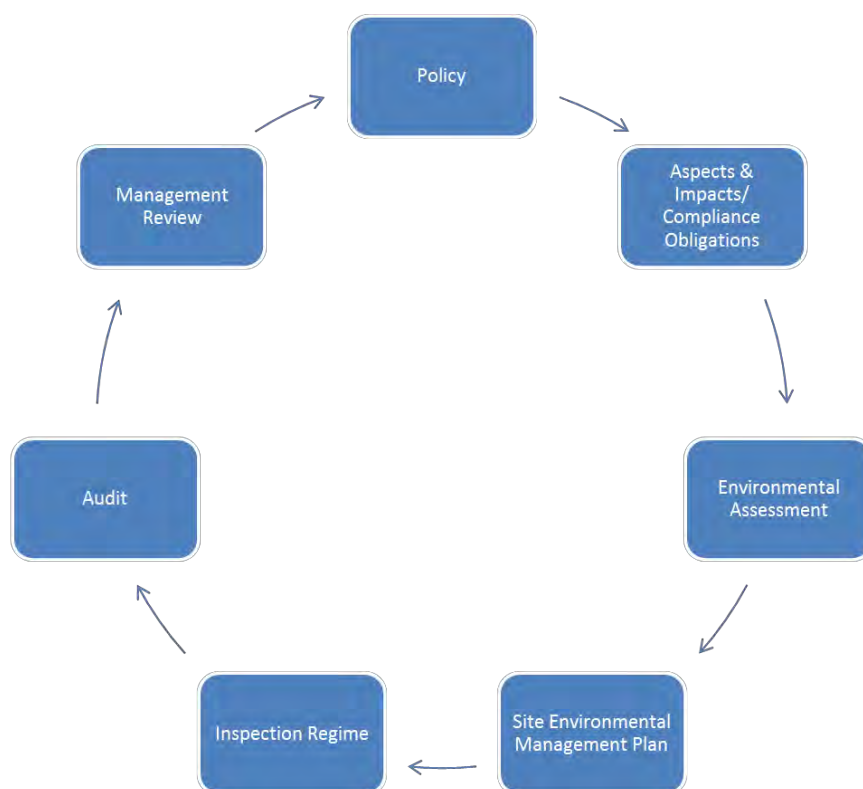 Policy
Aspects &
Impacts/
Compliance
Obligations
Environmental
Assessment
Site Environmental
Management Plan
Inspection Regime
Audit
Management
Review